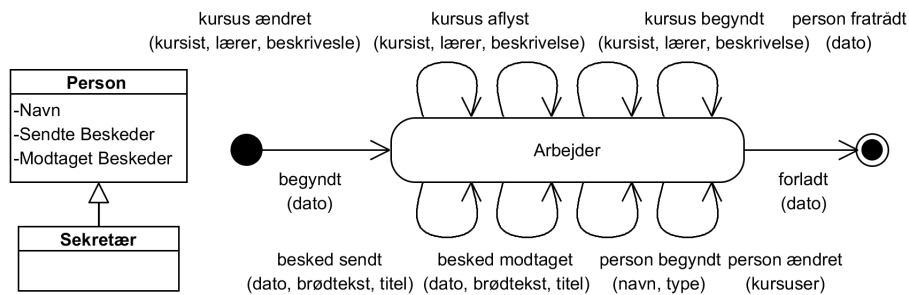 kursus ændret
(kursist, lærer, beskrivesle)
kursus aflyst
(kursist, lærer, beskrivelse)
kursus begyndt
(kursist, lærer, beskrivelse)
person fratrådt
(dato)
Person
-Navn
-Sendte Beskeder
-Modtaget Beskeder
Sekretær
begyndt
(dato)
Arbejder
forladt
(dato)
besked sendt
(dato, brødtekst, titel)
besked modtaget
(dato, brødtekst, titel)
person begyndt
(navn, type)
person ændret
(kursuser)